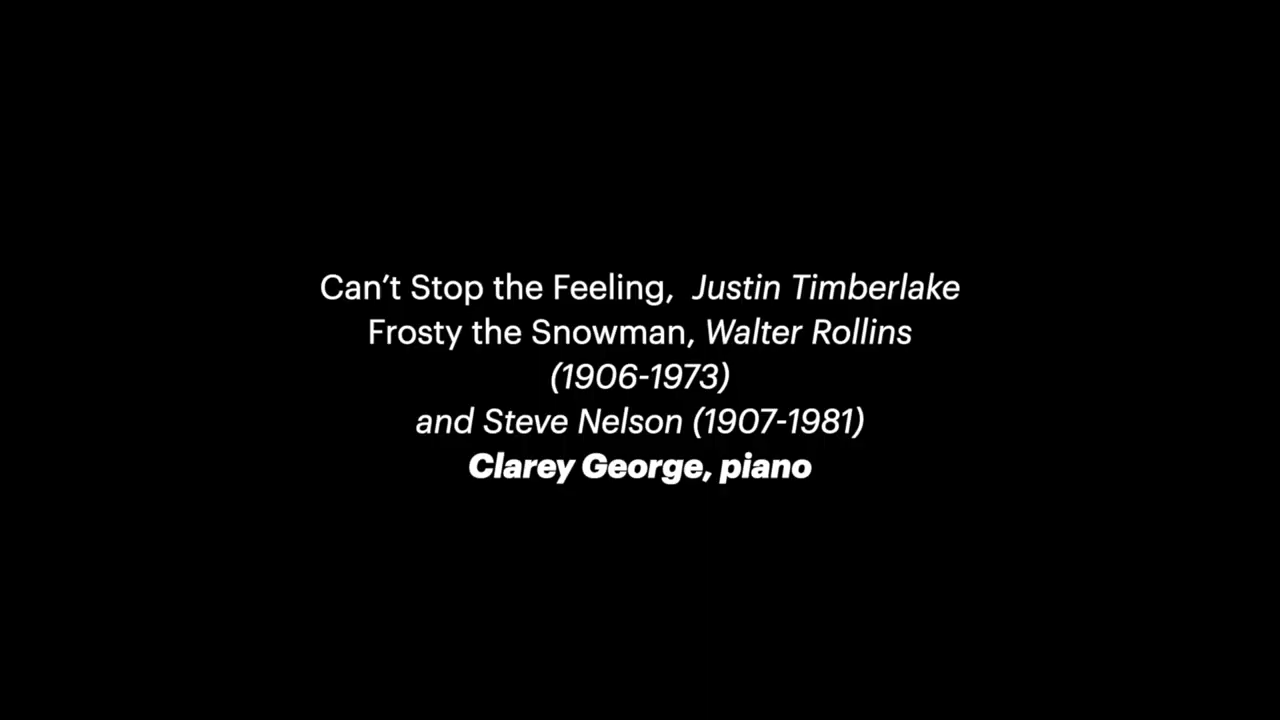 Can’t Stop the Feeling,  Justin Timberlake
Frosty the Snowman, Walter Rollins
(1906-1973)
and Steve Nelson (1907-1981)
Clarey George, piano